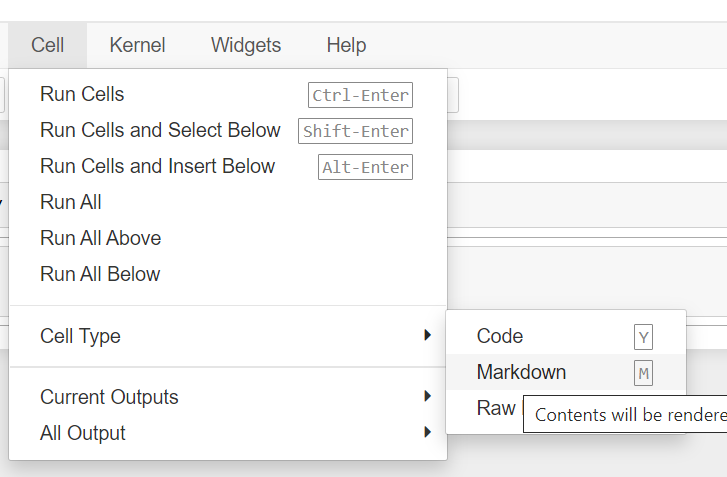 Cell Kernel Widgets Help
Run Cells Ctrl-Enter
Run Cells and Select Below Shift-Enter
Run Cells and Insert Below Alt-Enter
Run All
Run All Above
Run All Below
Cell Type
Code Y
Markdown M
Raw
Contents will be rendere
Current Outputs
All Output